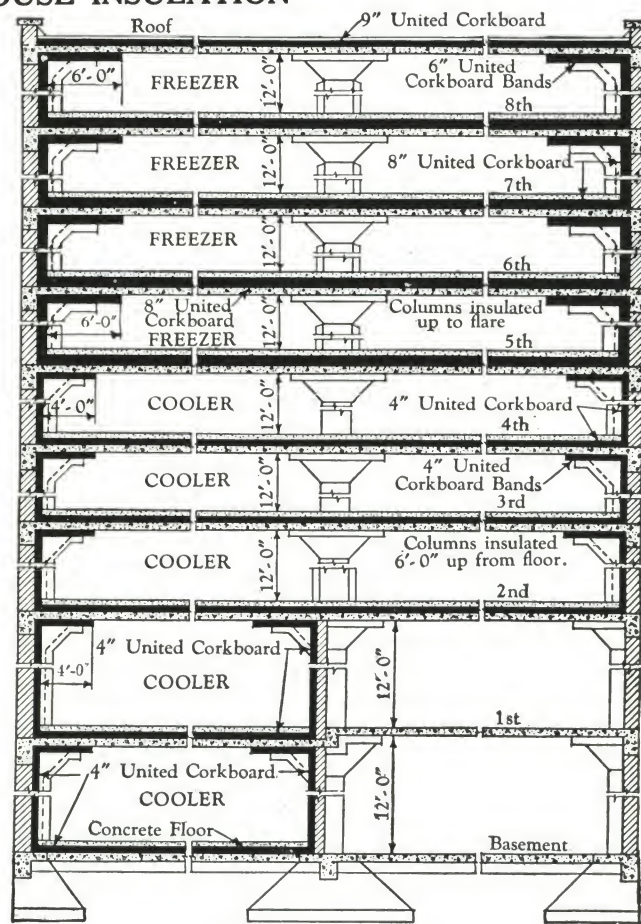 OUSE INSULATION
Roof
9" United Corkboard
6'-0"
FREEZER
12'-0"
6" United
Corkboard Bands
8th
FREEZER
12'-0"
8" United Corkboard
7th
FREEZER
12'-0"
6th
8" United
Corkboard
6'-0"
FREEZER
12'-0"
Columns insulated
up to flare
5th
4'-0"
COOLER
12'-0"
4" United Corkboard
4th
COOLER
12'-0"
4" United
Corkboard Bands
3rd
COOLER
12'-0"
Columns insulated
6'-0" up from floor.
2nd
4" United Corkboard
4'-0"
COOLER
12'-0"
1st
4" United Corkboard
COOLER
Concrete Floor
12'-0"
Basement